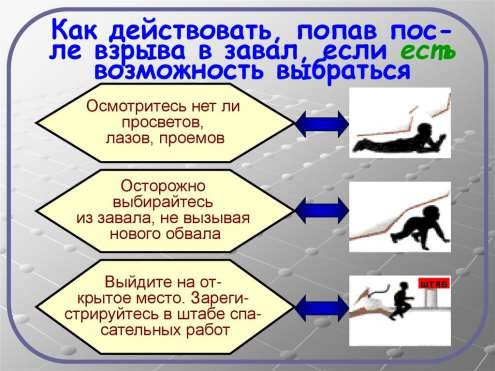 Как действовать, попав пос-
ле взрыва в завал, если есть
возможность выбраться
Осмотритесь нет ли
просветов,
лазов, проемов
Осторожно
выбирайтесь
из завала, не вызывая
нового обвала
Выйдите на от-
крытое место. Зареги-
стрируйтесь в штабе спа-
сательных работ
ШТАБ